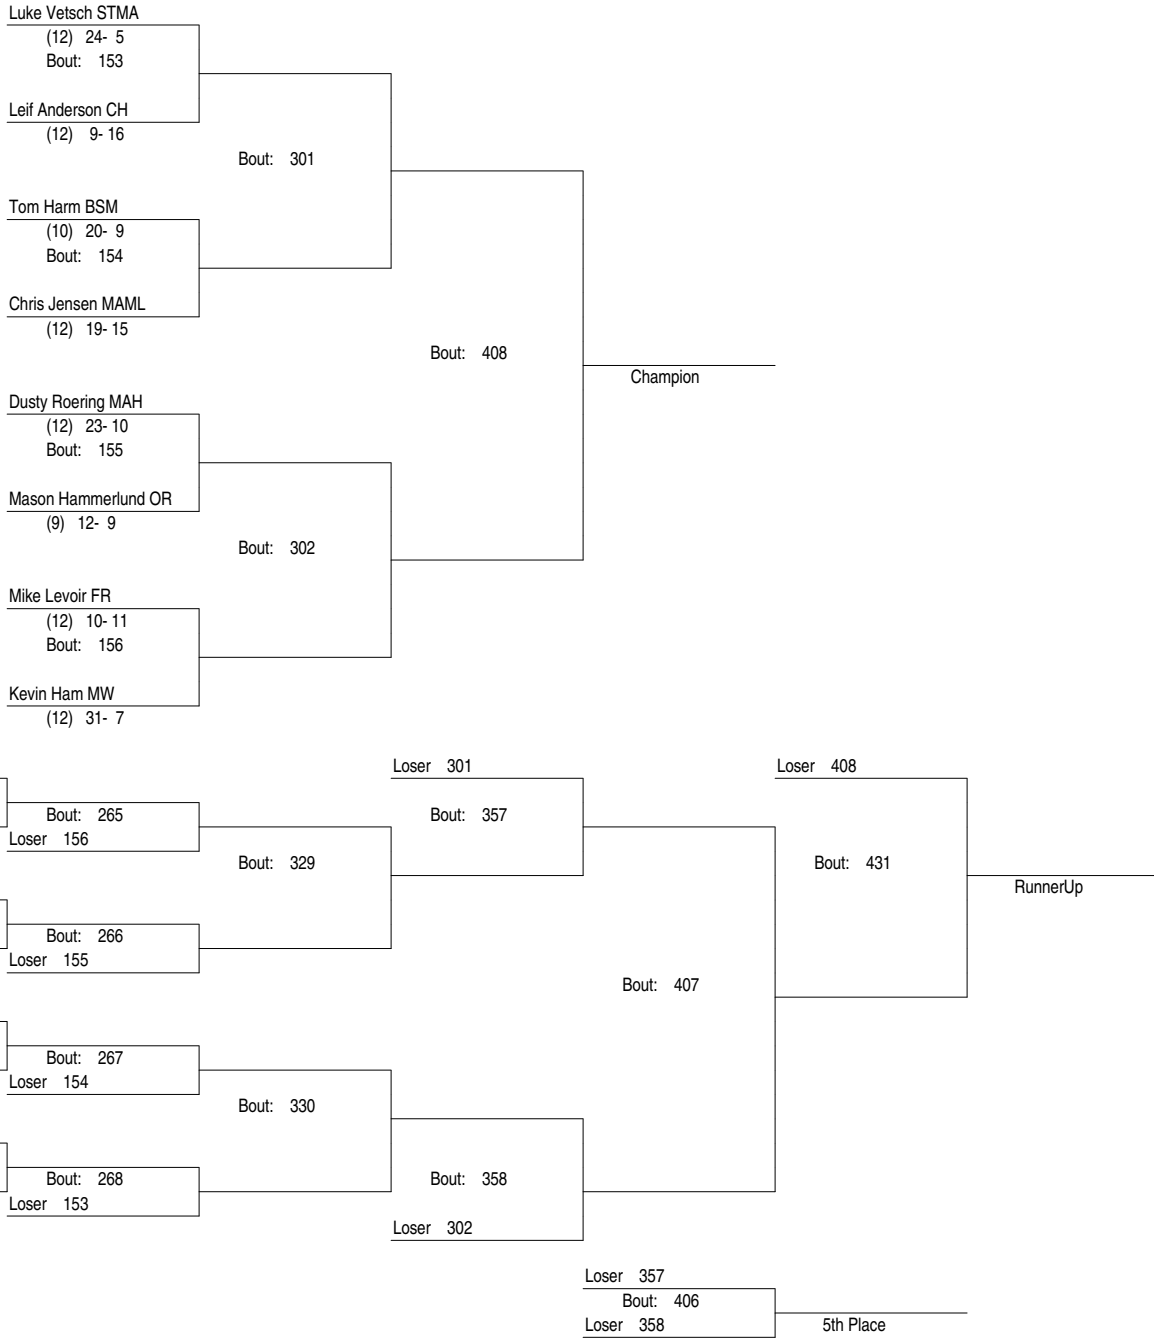 Luke Vetsch STMA
(12) 24- 5
Bout: 153
Leif Anderson CH
(12) 9- 16
Bout: 301
Tom Harm BSM
(10) 20- 9
Bout: 154
Chris Jensen MAML
(12) 19- 15
Bout: 408
Champion
Dusty Roering MAH
(12) 23- 10
Bout: 155
Mason Hammerlund OR
(9) 12- 9
Bout: 302
Mike Levoir FR
(12) 10- 11
Bout: 156
Kevin Ham MW
(12) 31- 7
Loser 301
Loser 408
Bout: 265
Bout: 357
Loser 156
Bout: 329
Bout: 431
RunnerUp
Bout: 266
Loser 155
Bout: 407
Bout: 267
Loser 154
Bout: 330
Bout: 268
Bout: 358
Loser 153
Loser 302
Loser 357
Bout: 406
Loser 358
5th Place